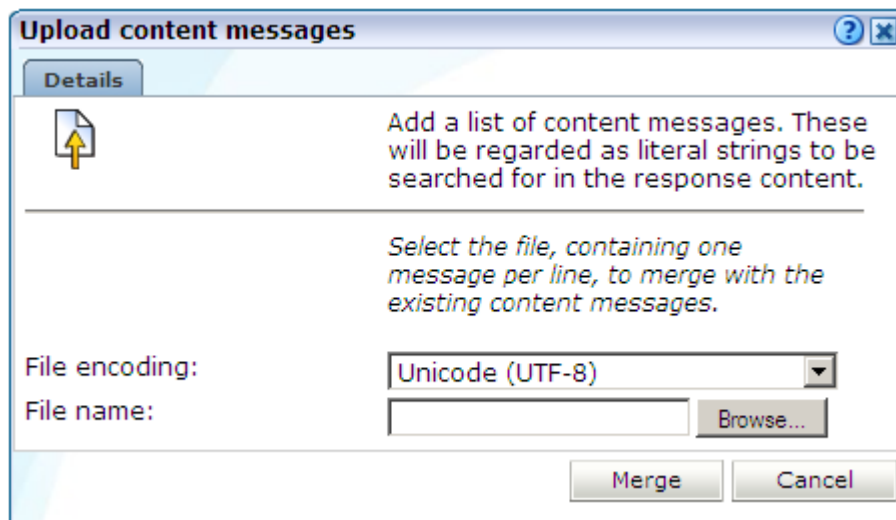 Upload content messages
Details
Add a list of content messages. These
will be regarded as literal strings to be
searched for in the response content.
Select the file, containing one
message per line, to merge with the
existing content messages.
File encoding:
Unicode (UTF-8)
File name:
Browse...
Merge
Cancel